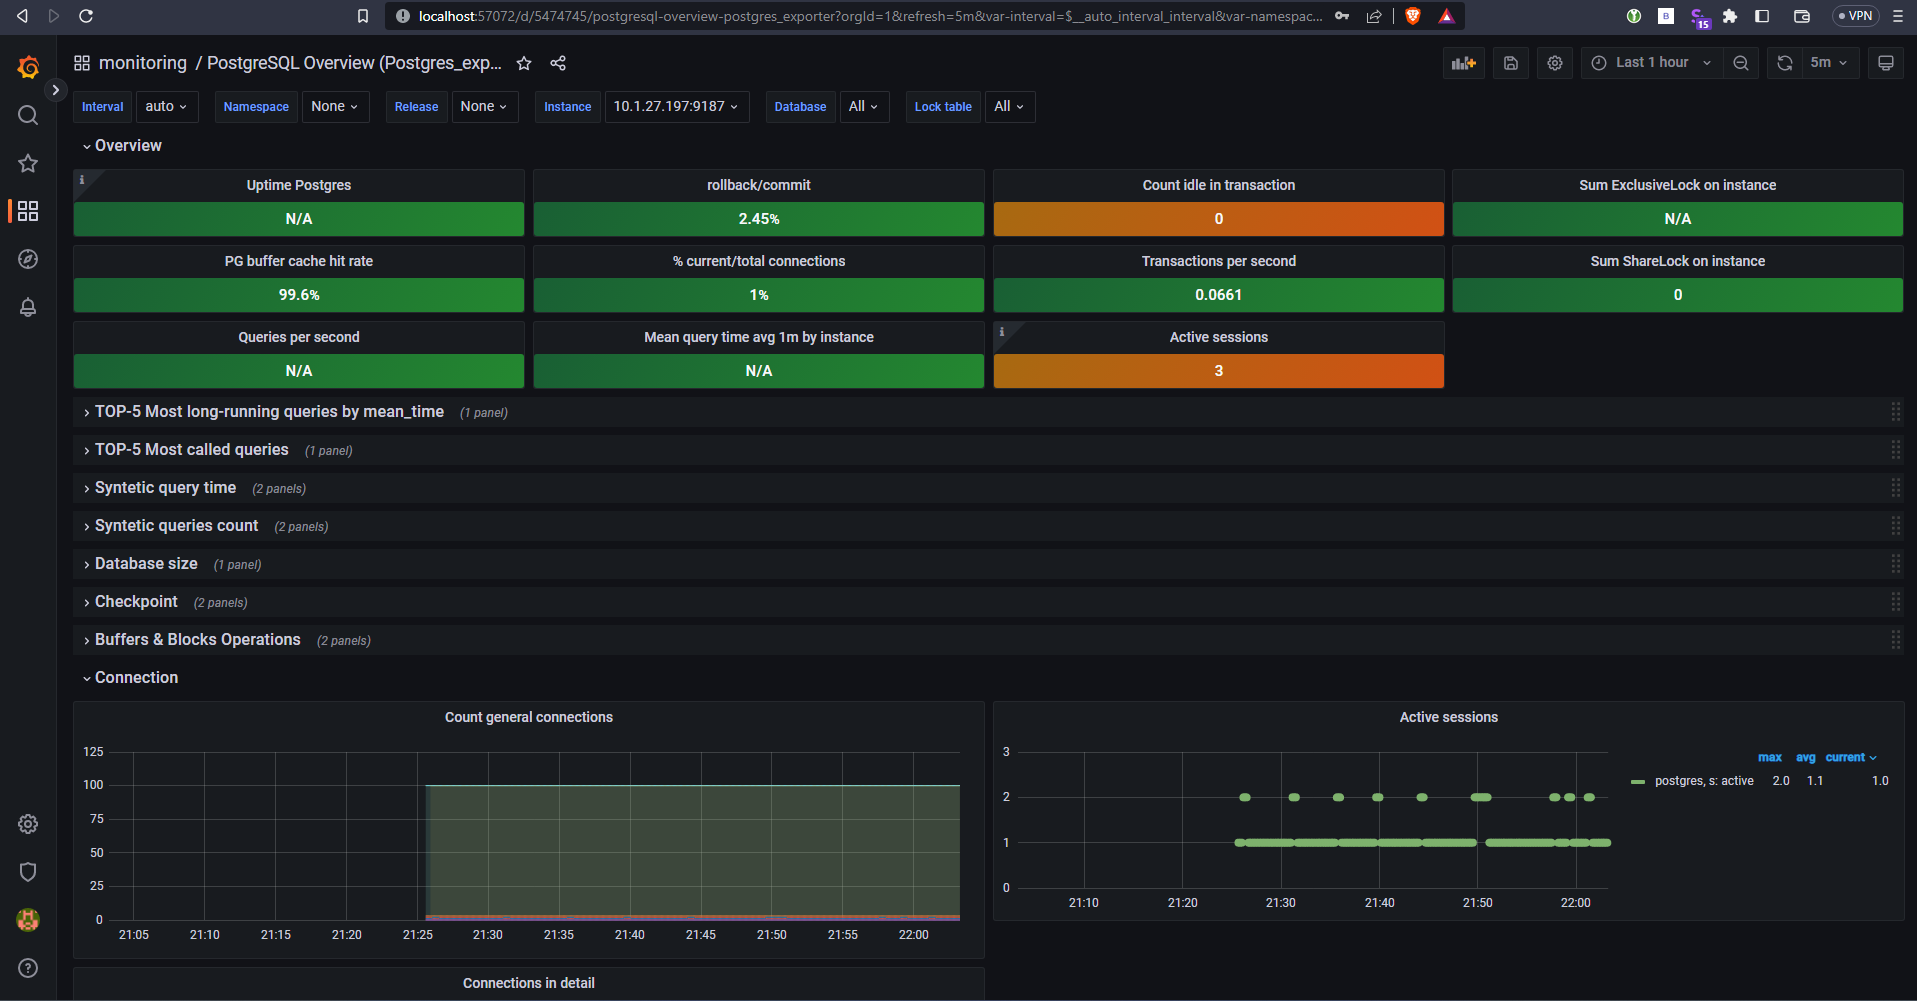 localhost:57072/d/5474745/postgresql-overview-postgres_exporter?orgId=1&refresh=5m&var-interval=$__auto_interval_interval&var-namespac...
B
15
VPN
monitoring / PostgreSQL Overview (Postgres_exp...
Last 1 hour
5m
Interval auto Namespace None Release None Instance 10.1.27.197:9187 Database All Lock table All
Overview
i
Uptime Postgres
N/A
rollback/commit
2.45%
Count idle in transaction
0
Sum ExclusiveLock on instance
N/A
PG buffer cache hit rate
99.6%
% current/total connections
1%
Transactions per second
0.0661
Sum ShareLock on instance
0
Queries per second
N/A
Mean query time avg 1m by instance
N/A
i
Active sessions
3
TOP-5 Most long-running queries by mean_time (1 panel)
TOP-5 Most called queries (1 panel)
Syntetic query time (2 panels)
Syntetic queries count (2 panels)
Database size (1 panel)
Checkpoint (2 panels)
Buffers & Blocks Operations (2 panels)
Connection
Count general connections
125
100
75
50
25
0
21:05 21:10 21:15 21:20 21:25 21:30 21:35 21:40 21:45 21:50 21:55 22:00
Active sessions
3
2
1
0
21:10 21:20 21:30 21:40 21:50 22:00
max avg current
postgres, s: active 2.0 1.1 1.0
Connections in detail